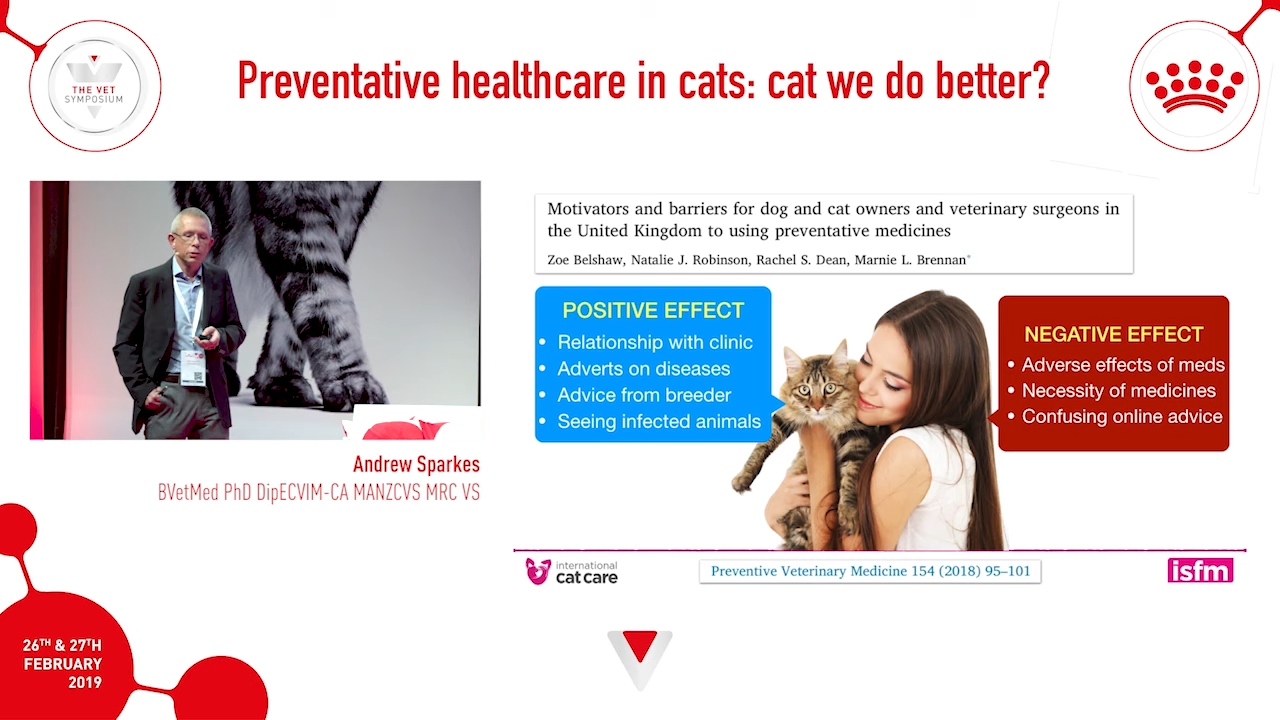 Preventative healthcare in cats: cat we do better?
THE VET
SYMPOSIUM
Andrew Sparkes
BVetMed PhD DipECVIM-CA MANZCVS MRC VS
Motivators and barriers for dog and cat owners and veterinary surgeons in
the United Kingdom to using preventative medicines
Zoe Belshaw, Natalie J. Robinson, Rachel S. Dean, Marnie L. Brennan*
POSITIVE EFFECT
• Relationship with clinic
• Adverts on diseases
• Advice from breeder
• Seeing infected animals
NEGATIVE EFFECT
• Adverse effects of meds
• Necessity of medicines
• Confusing online advice
international
cat care
Preventive Veterinary Medicine 154 (2018) 95–101
isfm
26TH & 27TH
FEBRUARY
2019